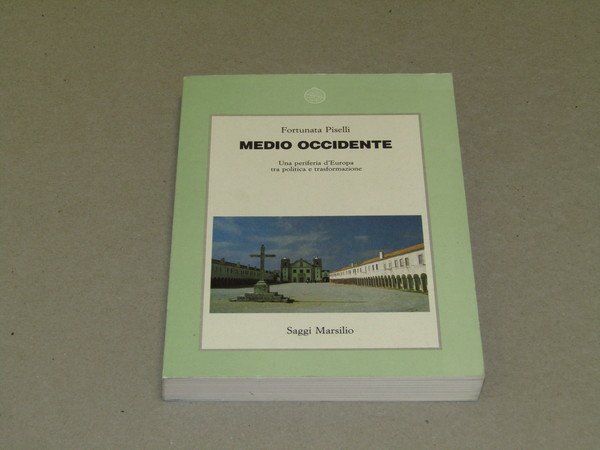 Fortunata Piselli
MEDIO OCCIDENTE
Una periferia d'Europa
tra politica e trasformazione
Saggi Marsilio